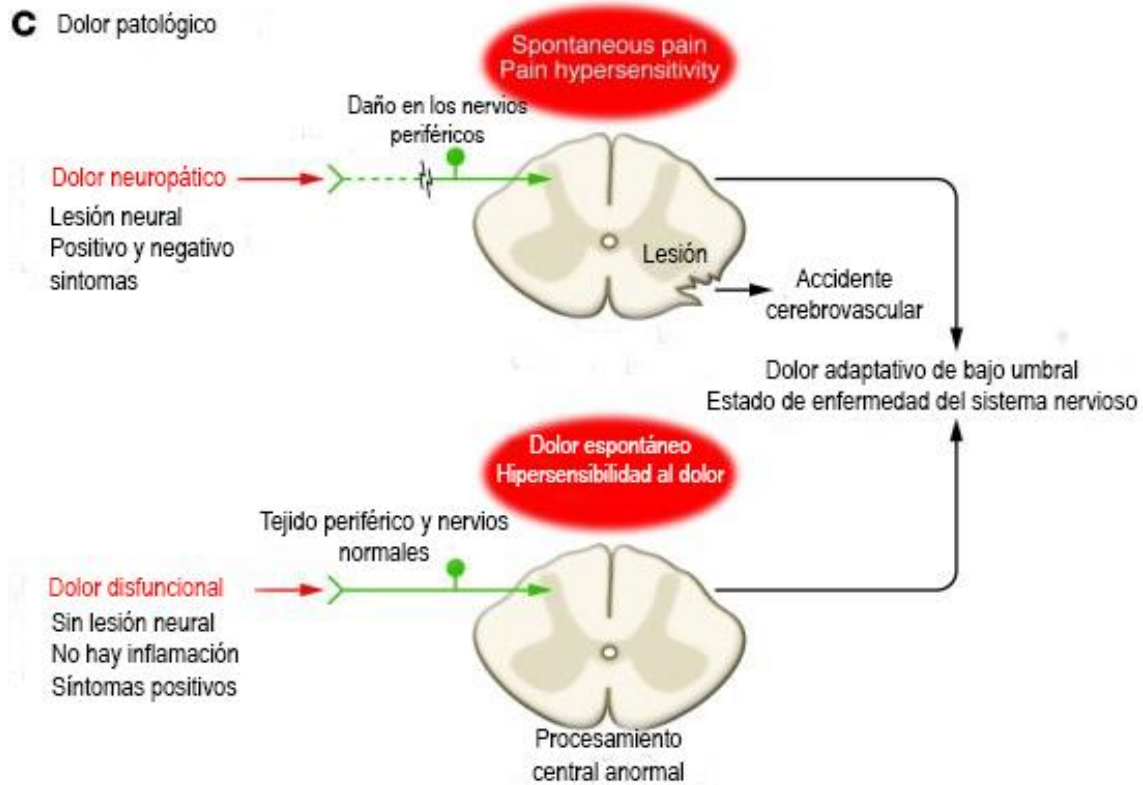 C Dolor patológico
Spontaneous pain
Pain hypersensitivity
Daño en los nervios
periféricos
Dolor neuropático
Lesión neural
Positivo y negativo
sintomas
Lesión
Accidente
cerebrovascular
Dolor adaptativo de bajo umbral
Estado de enfermedad del sistema nervioso
Dolor espontáneo
Hipersensibilidad al dolor
Tejido periférico y nervios
normales
Dolor disfuncional
Sin lesión neural
No hay inflamación
Síntomas positivos
Procesamiento
central anormal